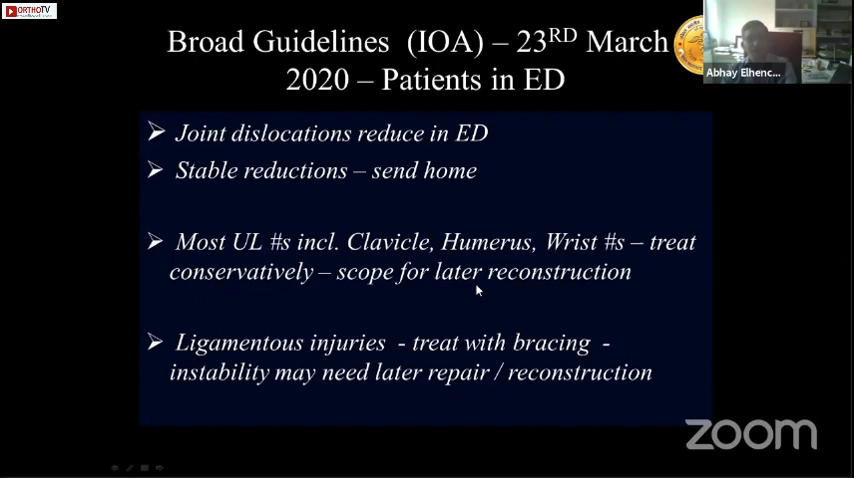 ORTHOTV
Broad Guidelines (IOA) – 23RD March
2020 – Patients in ED
Abhay Elhenc...
➢ Joint dislocations reduce in ED
➢ Stable reductions – send home
➢ Most UL #s incl. Clavicle, Humerus, Wrist #s – treat
conservatively – scope for later reconstruction
➢ Ligamentous injuries - treat with bracing -
instability may need later repair / reconstruction
zoom